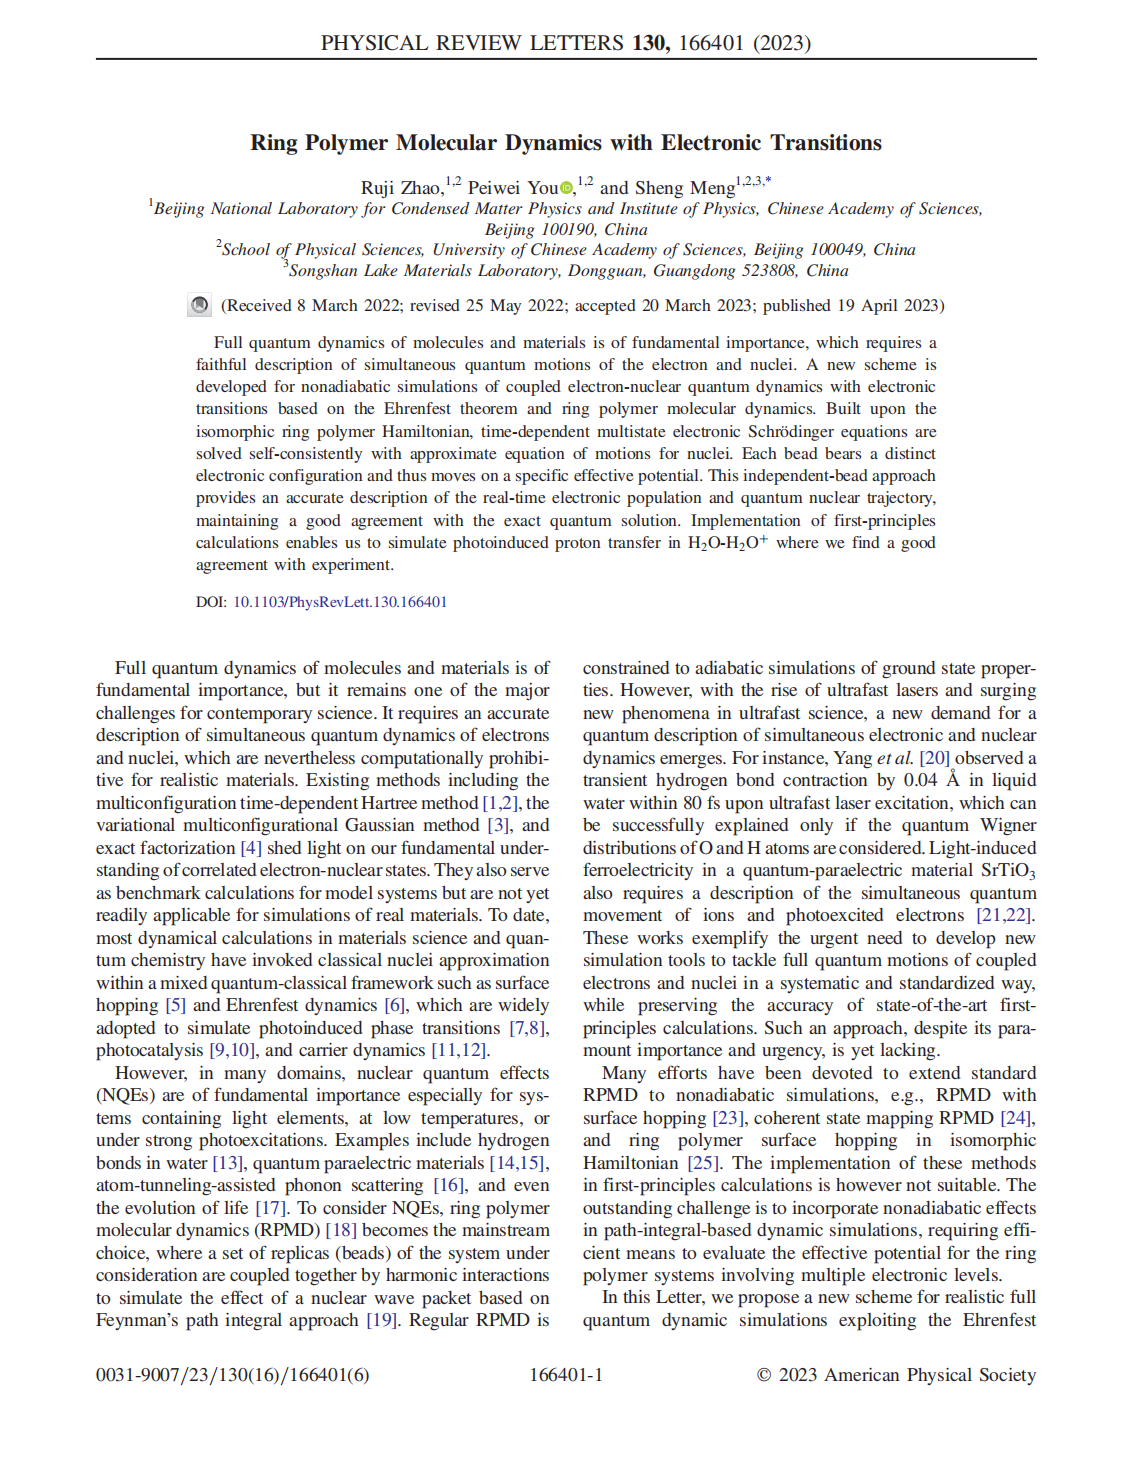 PHYSICAL REVIEW LETTERS 130, 166401 (2023)
Ring Polymer Molecular Dynamics with Electronic Transitions
Ruji Zhao,1,2 Peiwei You,1,2 and Sheng Meng1,2,3,*
1Beijing National Laboratory for Condensed Matter Physics and Institute of Physics, Chinese Academy of Sciences,
Beijing 100190, China
2School of Physical Sciences, University of Chinese Academy of Sciences, Beijing 100049, China
3Songshan Lake Materials Laboratory, Dongguan, Guangdong 523808, China
(Received 8 March 2022; revised 25 May 2022; accepted 20 March 2023; published 19 April 2023)
Full quantum dynamics of molecules and materials is of fundamental importance, which requires a
faithful description of simultaneous quantum motions of the electron and nuclei. A new scheme is
developed for nonadiabatic simulations of coupled electron-nuclear quantum dynamics with electronic
transitions based on the Ehrenfest theorem and ring polymer molecular dynamics. Built upon the
isomorphic ring polymer Hamiltonian, time-dependent multistate electronic Schrödinger equations are
solved self-consistently with approximate equation of motions for nuclei. Each bead bears a distinct
electronic configuration and thus moves on a specific effective potential. This independent-bead approach
provides an accurate description of the real-time electronic population and quantum nuclear trajectory,
maintaining a good agreement with the exact quantum solution. Implementation of first-principles
calculations enables us to simulate photoinduced proton transfer in H2O-H2O+ where we find a good
agreement with experiment.
DOI: 10.1103/PhysRevLett.130.166401
Full quantum dynamics of molecules and materials is of
fundamental importance, but it remains one of the major
challenges for contemporary science. It requires an accurate
description of simultaneous quantum dynamics of electrons
and nuclei, which are nevertheless computationally prohibi-
tive for realistic materials. Existing methods including the
multiconfiguration time-dependent Hartree method [1,2], the
variational multiconfigurational Gaussian method [3], and
exact factorization [4] shed light on our fundamental under-
standing of correlated electron-nuclear states. They also serve
as benchmark calculations for model systems but are not yet
readily applicable for simulations of real materials. To date,
most dynamical calculations in materials science and quan-
tum chemistry have invoked classical nuclei approximation
within a mixed quantum-classical framework such as surface
hopping [5] and Ehrenfest dynamics [6], which are widely
adopted to simulate photoinduced phase transitions [7,8],
photocatalysis [9,10], and carrier dynamics [11,12].
However, in many domains, nuclear quantum effects
(NQEs) are of fundamental importance especially for sys-
tems containing light elements, at low temperatures, or
under strong photoexcitations. Examples include hydrogen
bonds in water [13], quantum paraelectric materials [14,15],
atom-tunneling-assisted phonon scattering [16], and even
the evolution of life [17]. To consider NQEs, ring polymer
molecular dynamics (RPMD) [18] becomes the mainstream
choice, where a set of replicas (beads) of the system under
consideration are coupled together by harmonic interactions
to simulate the effect of a nuclear wave packet based on
Feynman's path integral approach [19]. Regular RPMD is
constrained to adiabatic simulations of ground state proper-
ties. However, with the rise of ultrafast lasers and surging
new phenomena in ultrafast science, a new demand for a
quantum description of simultaneous electronic and nuclear
dynamics emerges. For instance, Yang et al. [20] observed a
transient hydrogen bond contraction by 0.04 Å in liquid
water within 80 fs upon ultrafast laser excitation, which can
be successfully explained only if the quantum Wigner
distributions of O and H atoms are considered. Light-induced
ferroelectricity in a quantum-paraelectric material SrTiO3
also requires a description of the simultaneous quantum
movement of ions and photoexcited electrons [21,22].
These works exemplify the urgent need to develop new
simulation tools to tackle full quantum motions of coupled
electrons and nuclei in a systematic and standardized way,
while preserving the accuracy of state-of-the-art first-
principles calculations. Such an approach, despite its para-
mount importance and urgency, is yet lacking.
Many efforts have been devoted to extend standard
RPMD to nonadiabatic simulations, e.g., RPMD with
surface hopping [23], coherent state mapping RPMD [24],
and ring polymer surface hopping in isomorphic
Hamiltonian [25]. The implementation of these methods
in first-principles calculations is however not suitable. The
outstanding challenge is to incorporate nonadiabatic effects
in path-integral-based dynamic simulations, requiring effi-
cient means to evaluate the effective potential for the ring
polymer systems involving multiple electronic levels.
In this Letter, we propose a new scheme for realistic full
quantum dynamic simulations exploiting the Ehrenfest
0031-9007/23/130(16)/166401(6)
166401-1
© 2023 American Physical Society